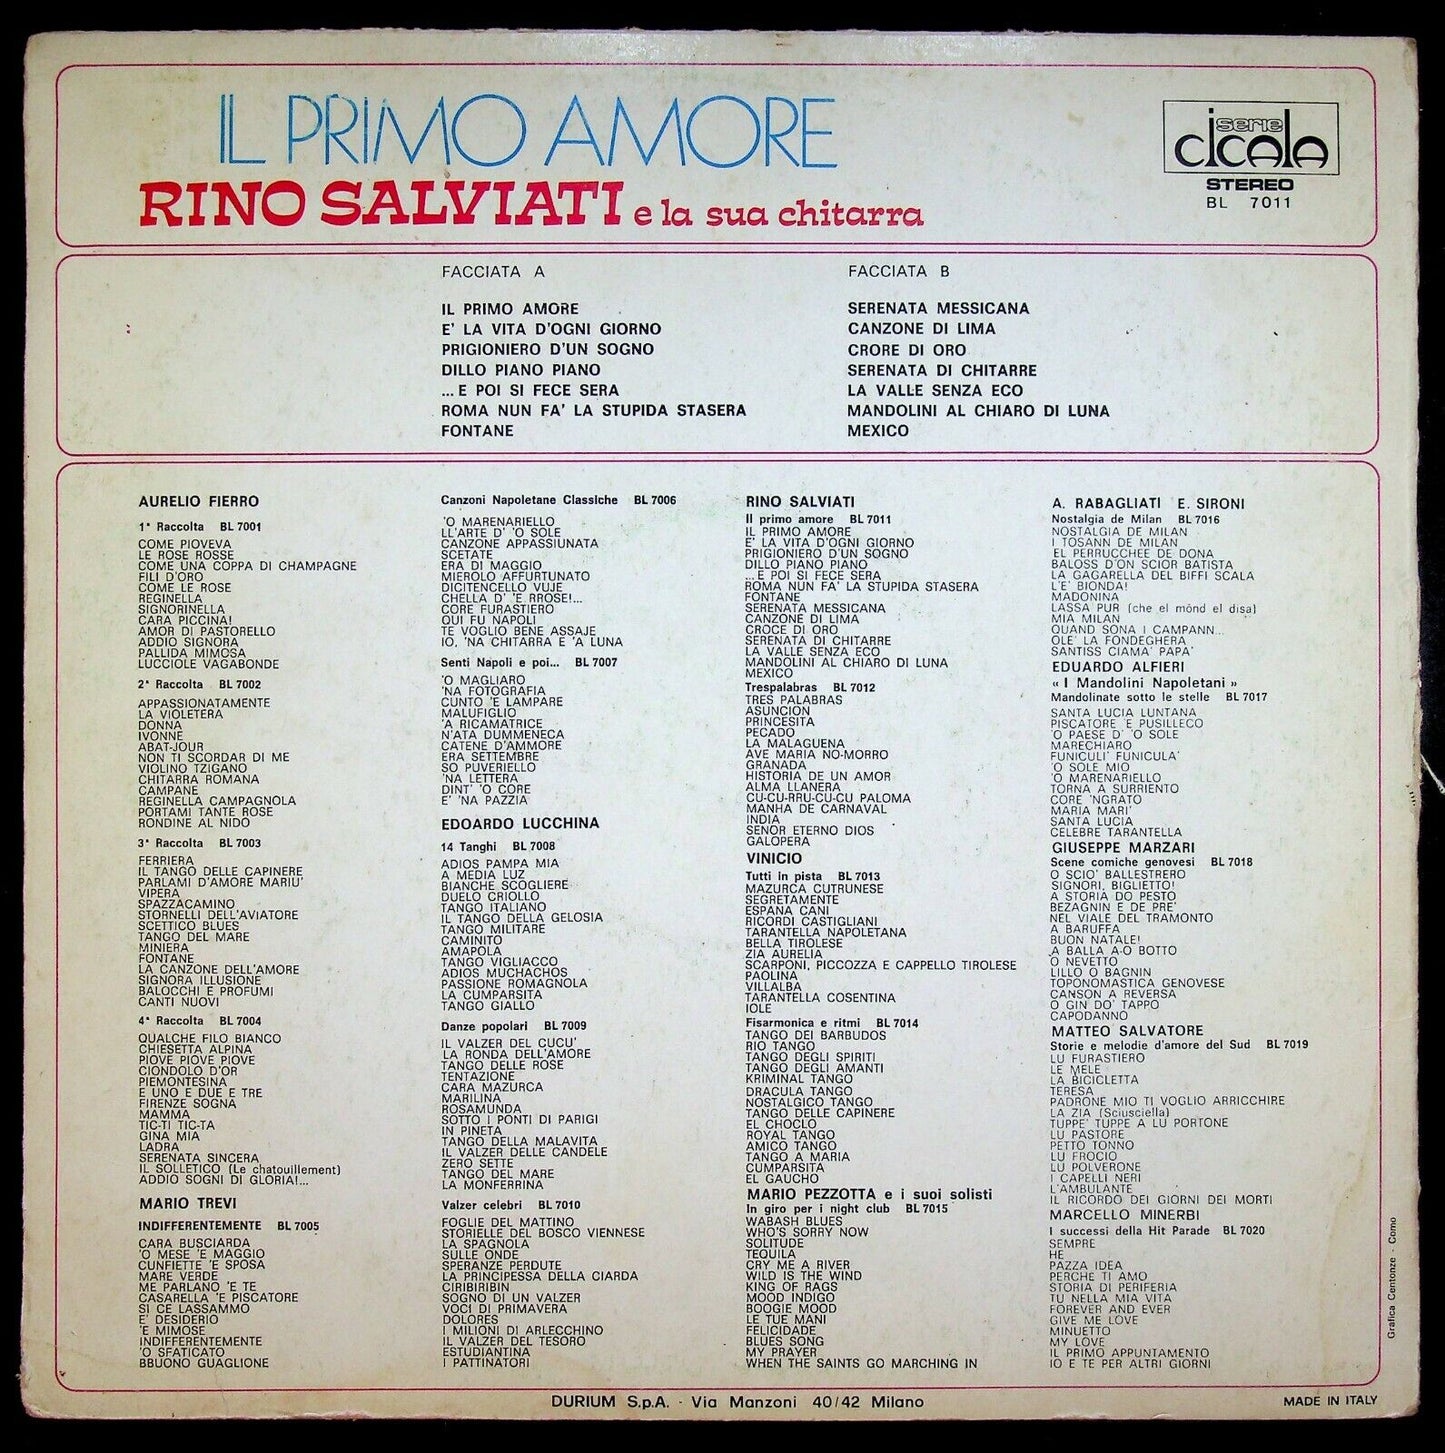 IL PRIMO AMORE
RINO SALVIATI e la sua chitarra
serie
cicala
STEREO
BL 7011
FACCIATA A
IL PRIMO AMORE
E' LA VITA D'OGNI GIORNO
PRIGIONIERO D'UN SOGNO
DILLO PIANO PIANO
... E POI SI FECE SERA
ROMA NUN FA' LA STUPIDA STASERA
FONTANE
FACCIATA B
SERENATA MESSICANA
CANZONE DI LIMA
CRORE DI ORO
SERENATA DI CHITARRE
LA VALLE SENZA ECO
MANDOLINI AL CHIARO DI LUNA
MEXICO
AURELIO FIERRO
1ª Raccolta BL 7001
COME PIOVEVA
LE ROSE ROSSE
COME UNA COPPA DI CHAMPAGNE
FILI D'ORO
COME LE ROSE
REGINELLA
SIGNORINELLA
CARA PICCINA!
AMOR DI PASTORELLO
ADDIO SIGNORA
PALLIDA MIMOSA
LUCCIOLE VAGABONDE
2ª Raccolta BL 7002
APPASSIONATAMENTE
LA VIOLETERA
DONNA
IVONNE
ABAT-JOUR
NON TI SCORDAR DI ME
VIOLINO TZIGANO
CHITARRA ROMANA
CAMPANE
REGINELLA CAMPAGNOLA
PORTAMI TANTE ROSE
RONDINE AL NIDO
3ª Raccolta BL 7003
FERRIERA
IL TANGO DELLE CAPINERE
PARLAMI D'AMORE MARIU'
VIPERA
SPAZZACAMINO
STORNELLI DELL'AVIATORE
SCETTICO BLUES
TANGO DEL MARE
MINIERA
FONTANE
LA CANZONE DELL'AMORE
SIGNORA ILLUSIONE
BALOCCHI E PROFUMI
CANTI NUOVI
4ª Raccolta BL 7004
QUALCHE FILO BIANCO
CHIESETTA ALPINA
PIOVE PIOVE PIOVE
CIONDOLO D'OR
PIEMONTESINA
E UNO E DUE E TRE
FIRENZE SOGNA
MAMMA
TIC-TI TIC-TA
GINA MIA
LADRA
SERENATA SINCERA
IL SOLLETICO (Le chatouillement)
ADDIO SOGNI DI GLORIA!...
MARIO TREVI
INDIFFERENTEMENTE BL 7005
CARA BUSCIARDA
'O MESE 'E MAGGIO
CUNFIETTE 'E SPOSA
MARE VERDE
ME PARLANO 'E TE
CASARELLA 'E PISCATORE
SI CE LASSAMMO
E' DESIDERIO
'E MIMOSE
INDIFFERENTEMENTE
'O SFATICATO
BBUONO GUAGLIONE
Canzoni Napoletane Classiche BL 7006
'O MARENARIELLO
LL'ARTE D' 'O SOLE
CANZONE APPASSIUNATA
SCETATE
ERA DI MAGGIO
MIEROLO AFFURTUNATO
DICITENCELLO VUJE
CHELLA D' 'E RROSE!...
CORE FURASTIERO
QUI FU NAPOLI
TE VOGLIO BENE ASSAJE
IO, 'NA CHITARRA E 'A LUNA
Senti Napoli e poi... BL 7007
'O MAGLIARO
'NA FOTOGRAFIA
CUNTO 'E LAMPARE
MALUFIGLIO
'A RICAMATRICE
N'ATA DUMMENECA
CATENE D'AMMORE
ERA SETTEMBRE
SO PUVERIELLO
'NA LETTERA
DINT' 'O CORE
E' 'NA PAZZIA
EDOARDO LUCCHINA
14 Tanghi BL 7008
ADIOS PAMPA MIA
A MEDIA LUZ
BIANCHE SCOGLIERE
DUELO CRIOLLO
TANGO ITALIANO
IL TANGO DELLA GELOSIA
TANGO MILITARE
CAMINITO
AMAPOLA
TANGO VIGLIACCO
ADIOS MUCHACHOS
PASSIONE ROMAGNOLA
LA CUMPARSITA
TANGO GIALLO
Danze popolari BL 7009
IL VALZER DEL CUCU'
LA RONDA DELL'AMORE
TANGO DELLE ROSE
TENTAZIONE
CARA MAZURCA
MARILINA
ROSAMUNDA
SOTTO I PONTI DI PARIGI
IN PINETA
TANGO DELLA MALAVITA
IL VALZER DELLE CANDELE
ZERO SETTE
TANGO DEL MARE
LA MONFERRINA
Valzer celebri BL 7010
FOGLIE DEL MATTINO
STORIELLE DEL BOSCO VIENNESE
LA SPAGNOLA
SULLE ONDE
SPERANZE PERDUTE
LA PRINCIPESSA DELLA CIARDA
CIRIBIRIBIN
SOGNO DI UN VALZER
VOCI DI PRIMAVERA
DOLORES
I MILIONI DI ARLECCHINO
IL VALZER DEL TESORO
ESTUDIANTINA
I PATTINATORI
RINO SALVIATI
Il primo amore BL 7011
IL PRIMO AMORE
E' LA VITA D'OGNI GIORNO
PRIGIONIERO D'UN SOGNO
DILLO PIANO PIANO
...E POI SI FECE SERA
ROMA NUN FA' LA STUPIDA STASERA
FONTANE
SERENATA MESSICANA
CANZONE DI LIMA
CROCE DI ORO
SERENATA DI CHITARRE
LA VALLE SENZA ECO
MANDOLINI AL CHIARO DI LUNA
MEXICO
Trespalabras BL 7012
TRES PALABRAS
ASUNCION
PRINCESITA
PECADO
LA MALAGUENA
AVE MARIA NO-MORRO
GRANADA
HISTORIA DE UN AMOR
ALMA LLANERA
CU-CU-RRU-CU-CU PALOMA
MANHA DE CARNAVAL
INDIA
SENOR ETERNO DIOS
GALOPERA
VINICIO
Tutti in pista BL 7013
MAZURCA CUTRUNESE
SEGRETAMENTE
ESPANA CANI
RICORDI CASTIGLIANI
TARANTELLA NAPOLETANA
BELLA TIROLESE
ZIA AURELIA
SCARPONI, PICCOZZA E CAPPELLO TIROLESE
PAOLINA
VILLALBA
TARANTELLA COSENTINA
IOLE
Fisarmonica e ritmi BL 7014
TANGO DEI BARBUDOS
RIO TANGO
TANGO DEGLI SPIRITI
TANGO DEGLI AMANTI
KRIMINAL TANGO
DRACULA TANGO
NOSTALGICO TANGO
TANGO DELLE CAPINERE
EL CHOCLO
ROYAL TANGO
AMICO TANGO
TANGO A MARIA
CUMPARSITA
EL GAUCHO
MARIO PEZZOTTA e i suoi solisti
In giro per i night club BL 7015
WABASH BLUES
WHO'S SORRY NOW
SOLITUDE
TEQUILA
CRY ME A RIVER
WILD IS THE WIND
KING OF RAGS
MOOD INDIGO
BOOGIE MOOD
LE TUE MANI
FELICIDADE
BLUES SONG
MY PRAYER
WHEN THE SAINTS GO MARCHING IN
A. RABAGLIATI E. SIRONI
Nostalgia de Milan BL 7016
NOSTALGIA DE MILAN
I TOSANN DE MILAN
EL PERRUCCHEE DE DONA
BALOSS D'ON SCIOR BATISTA
LA GAGARELLA DEL BIFFI SCALA
L'E' BIONDA!
MADONINA
LASSA PUR (che el mónd el disa)
MIA MILAN
QUAND SONA I CAMPANN...
OLE' LA FONDEGHERA
SANTISS CIAMA' PAPA'
EDUARDO ALFIERI
« I Mandolini Napoletani »
Mandolinate sotto le stelle BL 7017
SANTA LUCIA LUNTANA
PISCATORE 'E PUSILLECO
'O PAESE D' 'O SOLE
MARECHIARO
FUNICULI' FUNICULA'
'O SOLE MIO
'O MARENARIELLO
TORNA A SURRIENTO
CORE 'NGRATO
MARIA MARI'
SANTA LUCIA
CELEBRE TARANTELLA
GIUSEPPE MARZARI
Scene comiche genovesi BL 7018
O SCIO' BALLESTRERO
SIGNORI, BIGLIETTO!
A STORIA DO PESTO
BEZAGNIN E DE PRE'
NEL VIALE DEL TRAMONTO
A BARUFFA
BUON NATALE!
A BALLA A-O BOTTO
O NEVETTO
LILLO O BAGNIN
TOPONOMASTICA GENOVESE
CANSON A REVERSA
O GIN DO' TAPPO
CAPODANNO
MATTEO SALVATORE
Storie e melodie d'amore del Sud BL 7019
LU FURASTIERO
LE MELE
LA BICICLETTA
TERESA
PADRONE MIO TI VOGLIO ARRICCHIRE
LA ZIA (Sciusciella)
TUPPE' TUPPE A LU PORTONE
LU PASTORE
PETTO TONNO
LU FROCIO
LU POLVERONE
I CAPELLI NERI
L'AMBULANTE
IL RICORDO DEI GIORNI DEI MORTI
MARCELLO MINERBI
I successi della Hit Parade BL 7020
SEMPRE
HE
PAZZA IDEA
PERCHE TI AMO
STORIA DI PERIFERIA
TU NELLA MIA VITA
FOREVER AND EVER
GIVE ME LOVE
MINUETTO
MY LOVE
IL PRIMO APPUNTAMENTO
IO E TE PER ALTRI GIORNI
Grafica Centonze - Como
DURIUM S.p.A. - Via Manzoni 40/42 Milano
MADE IN ITALY